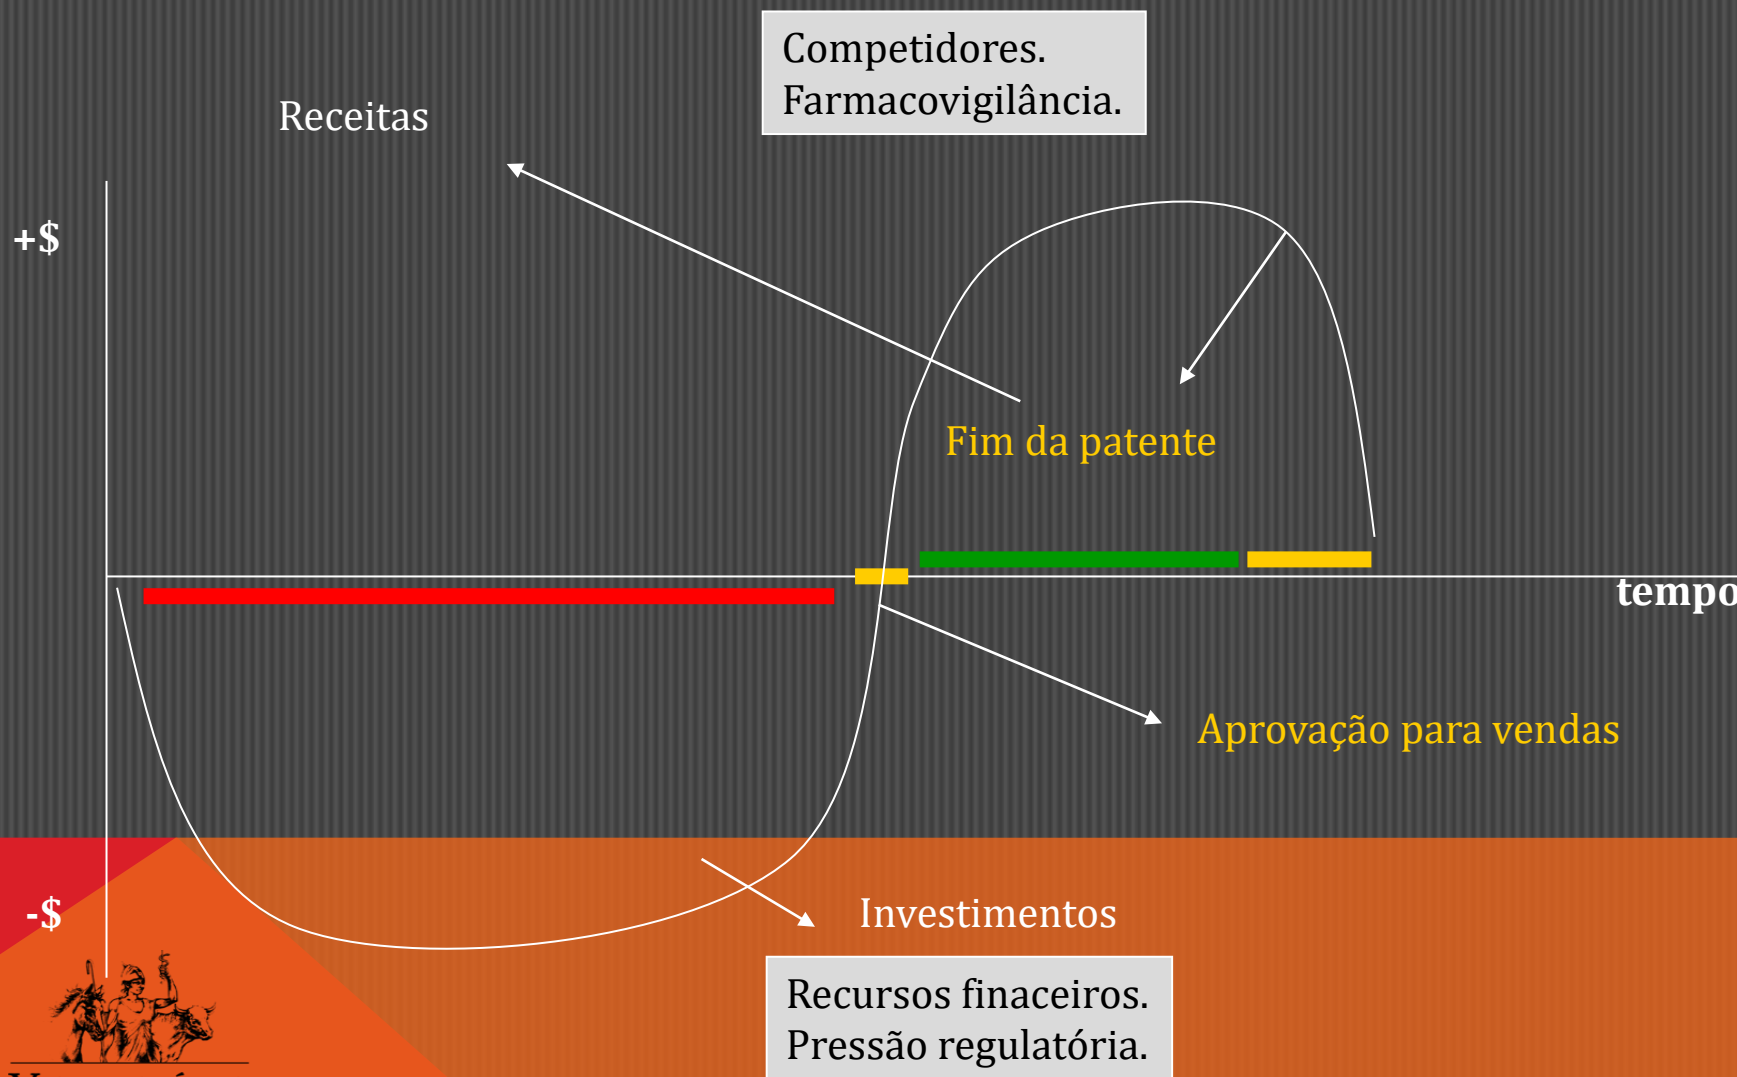 Competidores.
Farmacovigilância.
Receitas
+$
Fim da patente
tempo
Aprovação para vendas
-$
Investimentos
Recursos finaceiros.
Pressão regulatória.